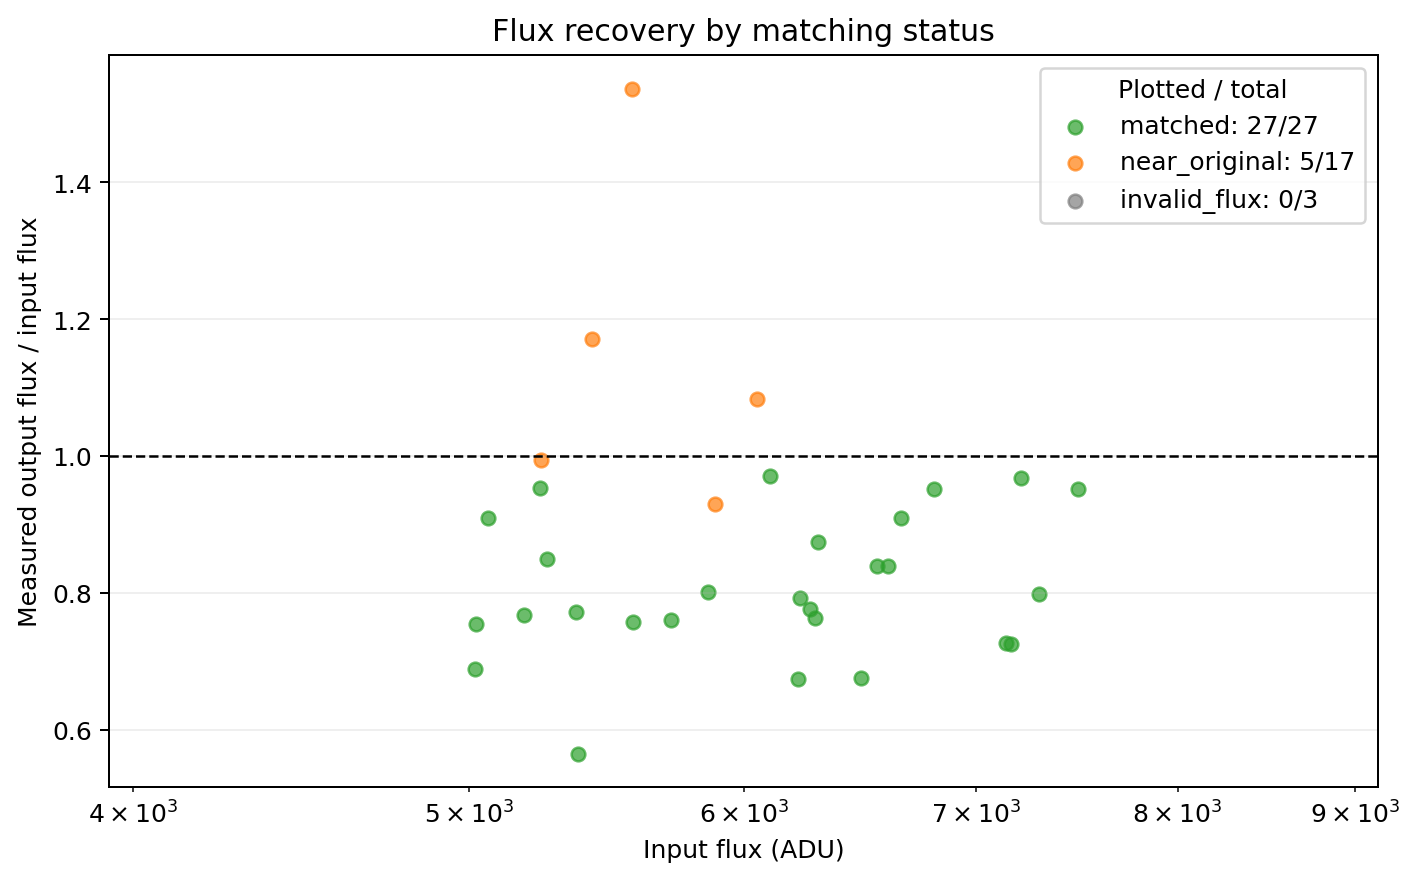 Flux recovery by matching status
Plotted / total
matched: 27/27
near_original: 5/17
invalid_flux: 0/3
Measured output flux / input flux
1.4
1.2
1.0
0.8
0.6
4 × 10³
5 × 10³
6 × 10³
7 × 10³
8 × 10³
9 × 10³
Input flux (ADU)